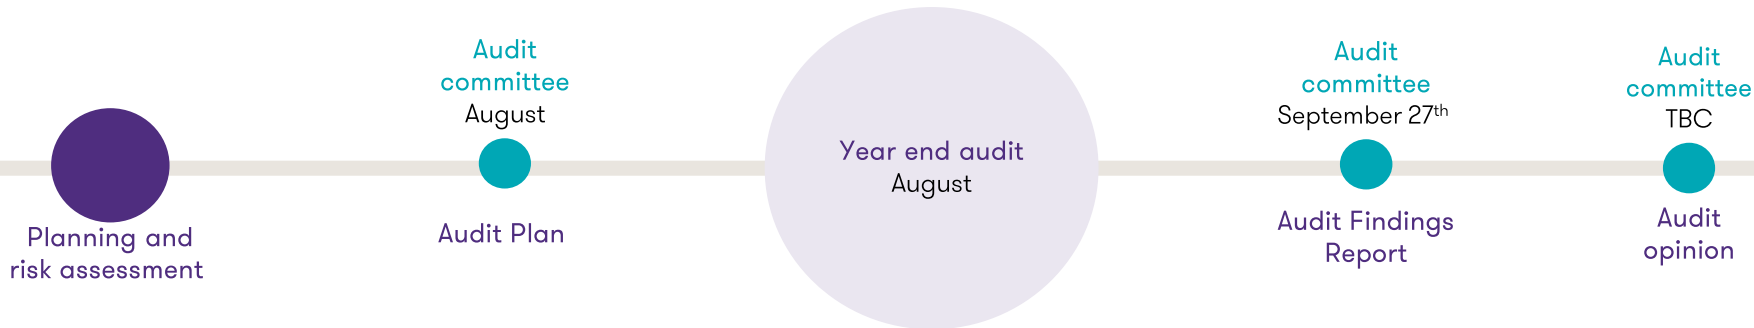 Planning and
risk assessment
Audit
committee
August
Audit Plan
Year end audit
August
Audit
committee
September 27th
Audit Findings
Report
Audit
committee
TBC
Audit
opinion